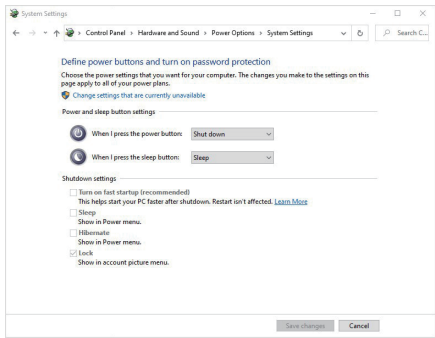 System Settings
Control Panel › Hardware and Sound › Power Options › System Settings
Search C...
Define power buttons and turn on password protection
Choose the power settings that you want for your computer. The changes you make to the settings on this
page apply to all of your power plans.
Change settings that are currently unavailable
Power and sleep button settings
When I press the power button: Shut down
When I press the sleep button: Sleep
Shutdown settings
Turn on fast startup (recommended)
This helps start your PC faster after shutdown. Restart isn't affected. Learn More
Sleep
Show in Power menu.
Hibernate
Show in Power menu.
Lock
Show in account picture menu.
Save changes Cancel